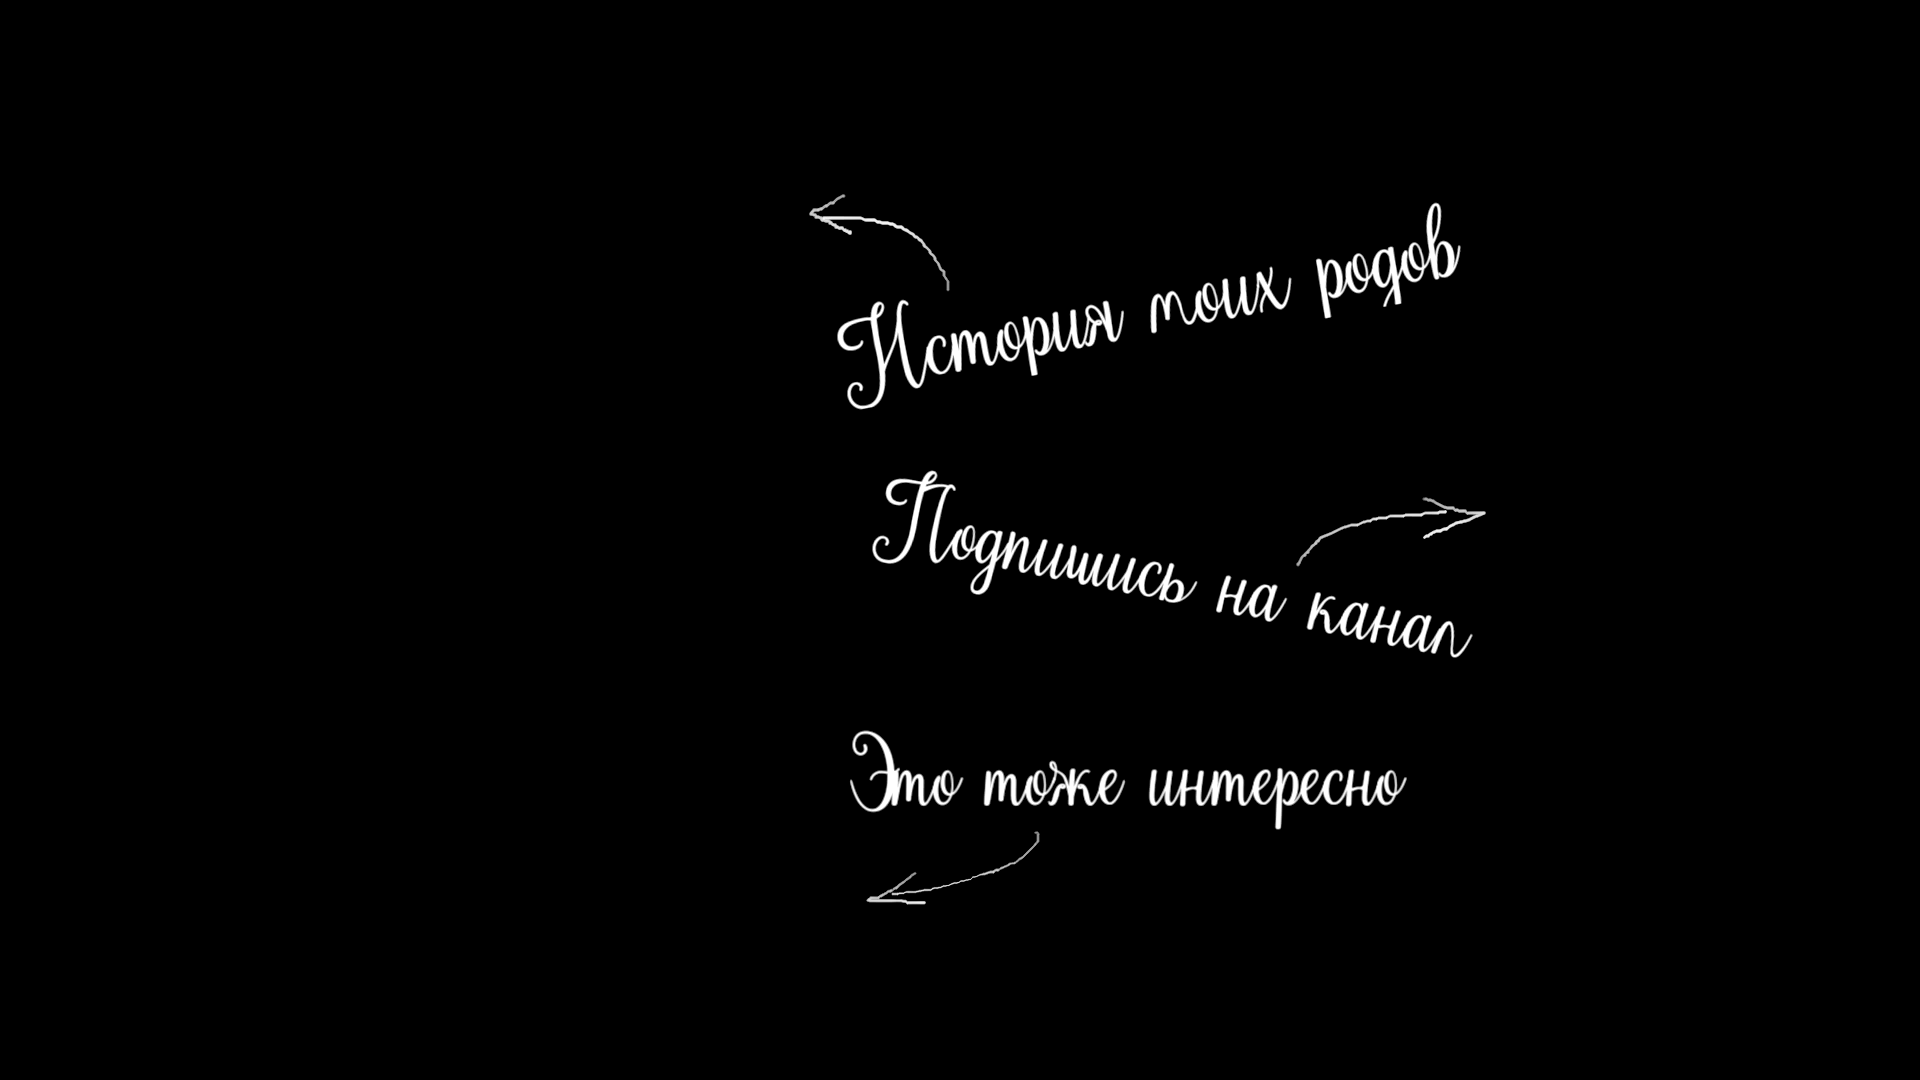 История моих родов
Подпишись на канал
Это тоже интересно